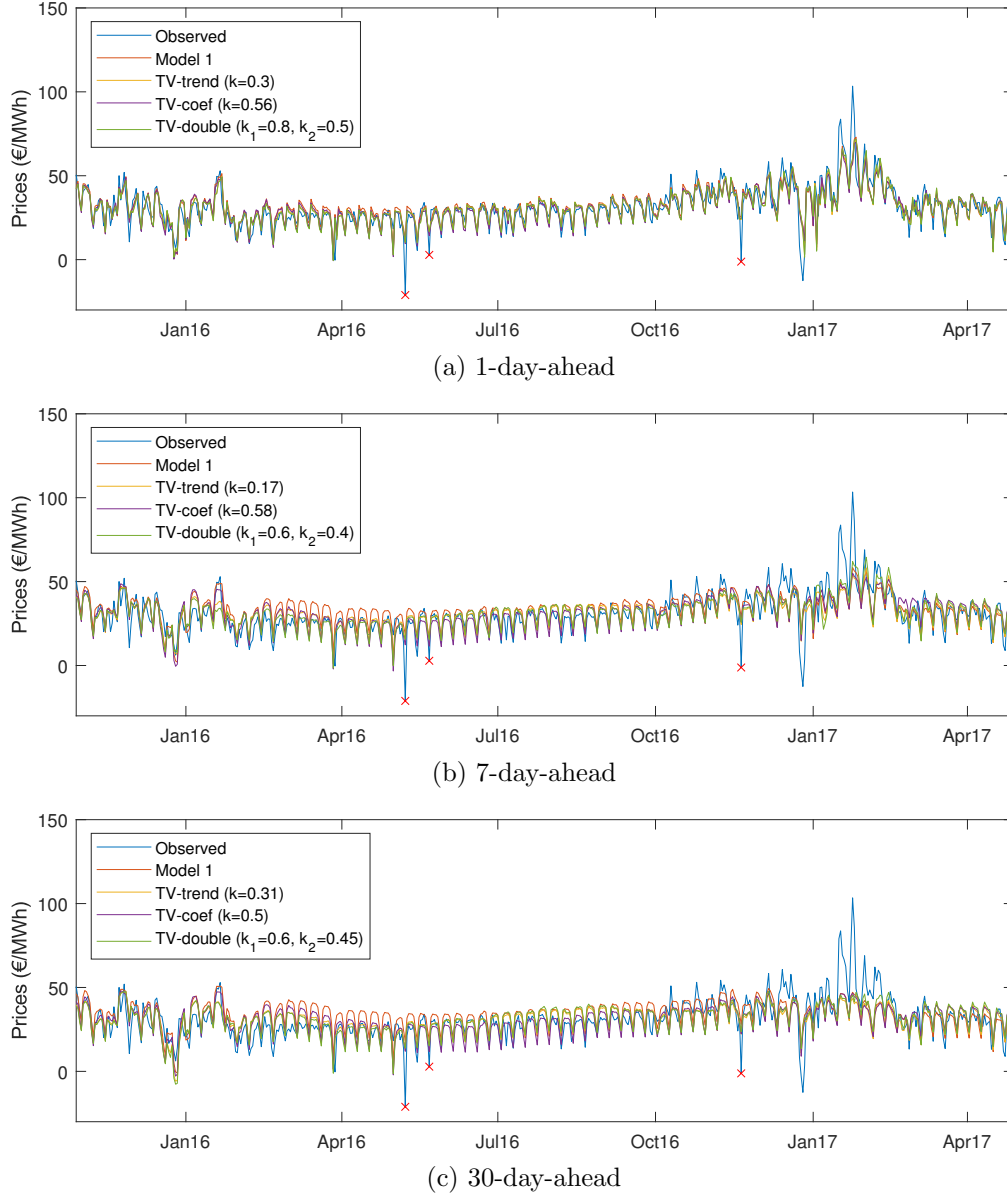 150
100
50
0
Prices (€/MWh)
Observed
Model 1
TV-trend (k=0.3)
TV-coef (k=0.56)
TV-double (k₁=0.8, k₂=0.5)
Jan16 Apr16 Jul16 Oct16 Jan17 Apr17
(a) 1-day-ahead
150
100
50
0
Prices (€/MWh)
Observed
Model 1
TV-trend (k=0.17)
TV-coef (k=0.58)
TV-double (k₁=0.6, k₂=0.4)
Jan16 Apr16 Jul16 Oct16 Jan17 Apr17
(b) 7-day-ahead
150
100
50
0
Prices (€/MWh)
Observed
Model 1
TV-trend (k=0.31)
TV-coef (k=0.5)
TV-double (k₁=0.6, k₂=0.45)
Jan16 Apr16 Jul16 Oct16 Jan17 Apr17
(c) 30-day-ahead